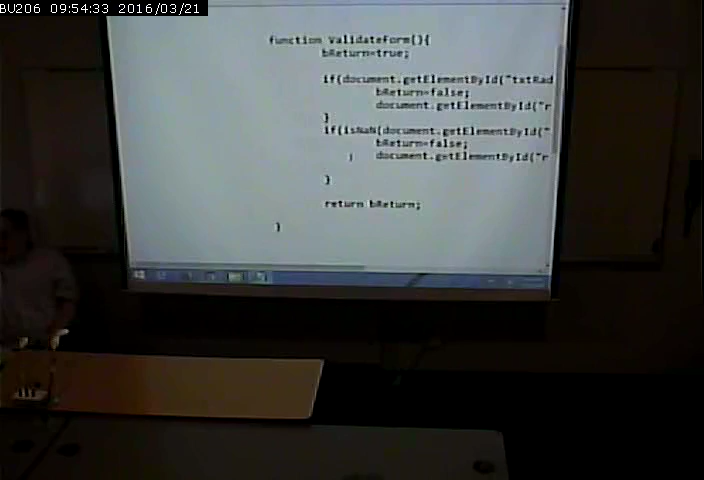 BU206 09:54:33 2016/03/21
function ValidateForm(){
bReturn=true;
if(document.getElementById("txtRad
bReturn=false;
document.getElementById("r
}
if(isNaN(document.getElementById("
bReturn=false;
document.getElementById("r
}
return bReturn;
}